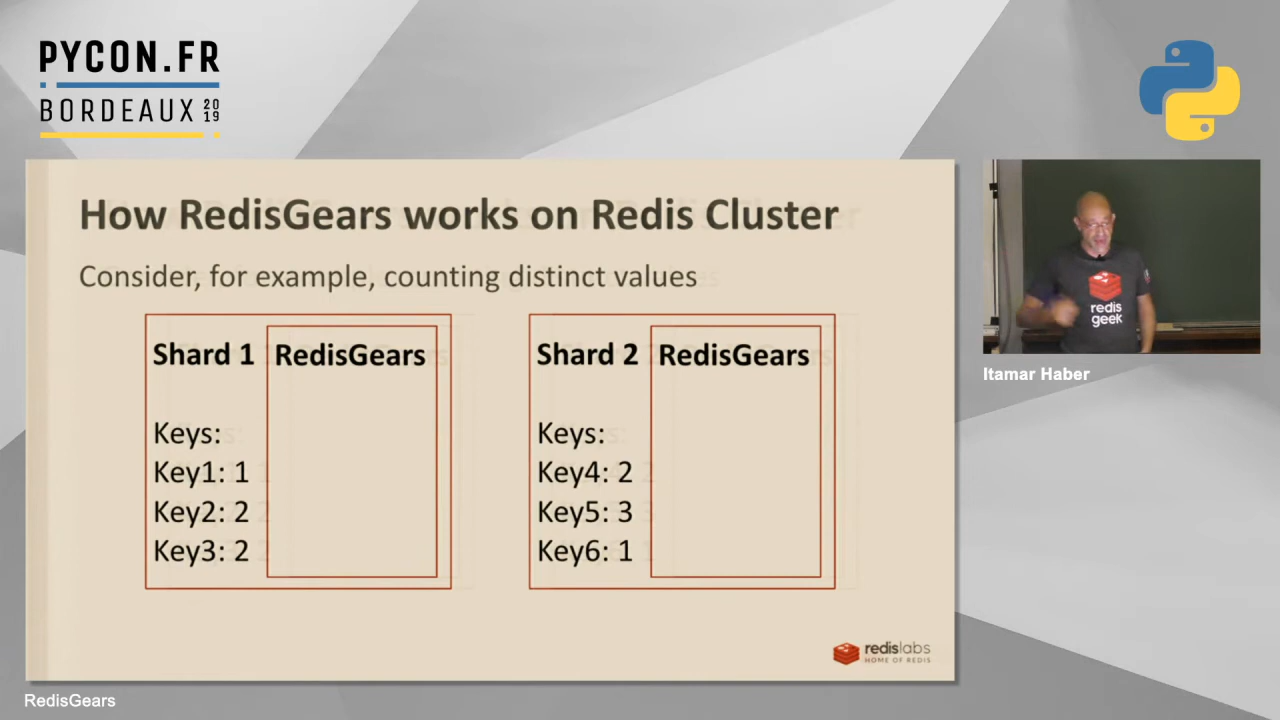 PYCON.FR
BORDEAUX 2019
How RedisGears works on Redis Cluster
Consider, for example, counting distinct values
Shard 1 RedisGears
Keys:
Key1: 1
Key2: 2
Key3: 2
Shard 2 RedisGears
Keys:
Key4: 2
Key5: 3
Key6: 1
redislabs
HOME OF REDIS
redis
geek
Itamar Haber
RedisGears